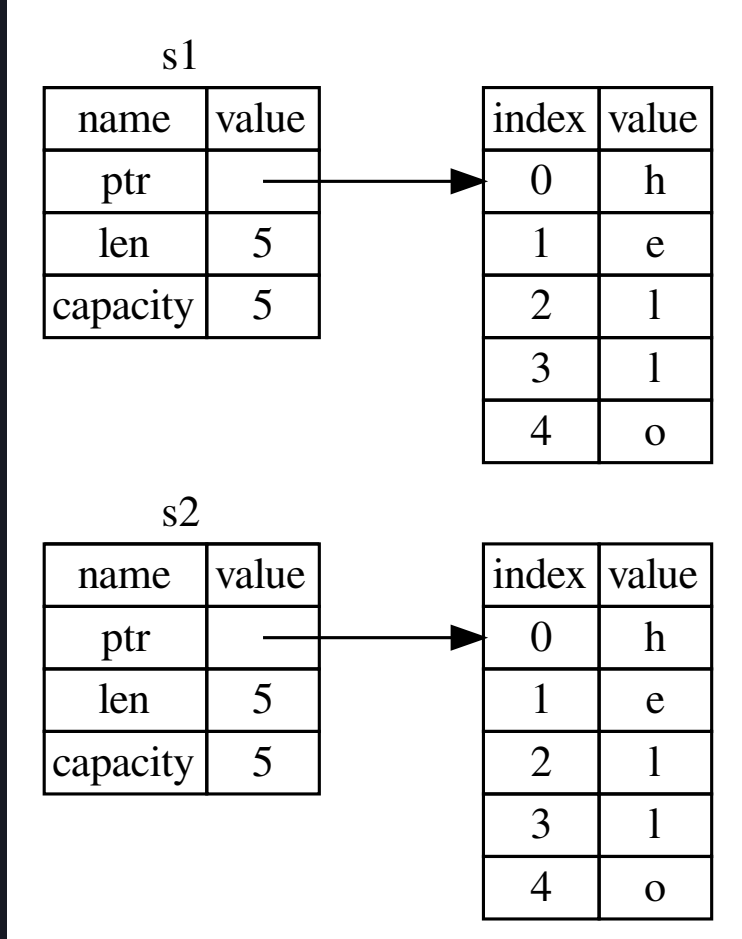 s1
name value
ptr
len 5
capacity 5
index value
0 h
1 e
2 l
3 l
4 o
s2
name value
ptr
len 5
capacity 5
index value
0 h
1 e
2 l
3 l
4 o